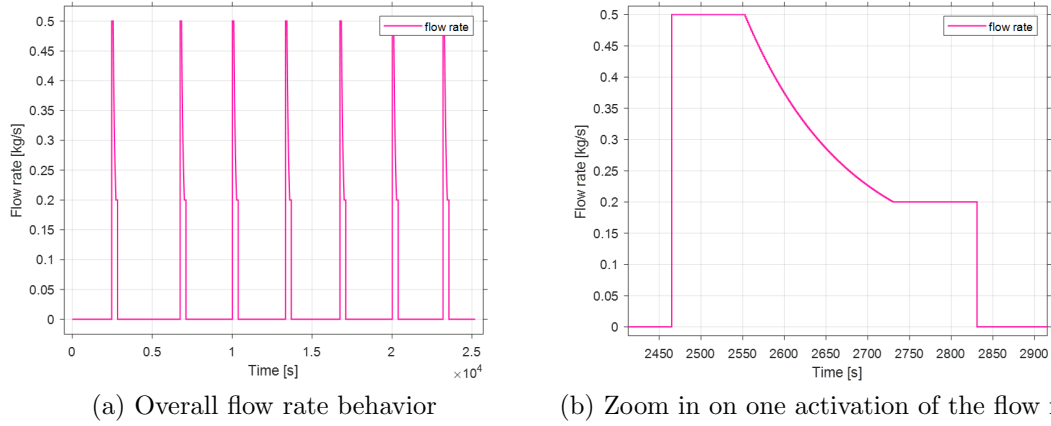 flow rate
0.5
0.45
0.4
0.35
0.3
0.25
0.2
0.15
0.1
0.05
0
Flow rate [kg/s]
0 0.5 1 1.5 2 2.5
Time [s]
×10⁴
(a) Overall flow rate behavior
flow rate
0.5
0.45
0.4
0.35
0.3
0.25
0.2
0.15
0.1
0.05
0
Flow rate [kg/s]
2450 2500 2550 2600 2650 2700 2750 2800 2850 2900
Time [s]
(b) Zoom in on one activation of the flow